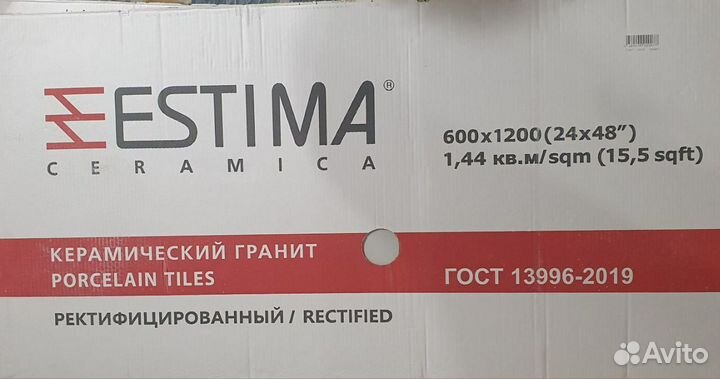 ESTIMA®
CERAMICA
600x1200(24x48”)
1,44 кв.м/sqm (15,5 sqft)
КЕРАМИЧЕСКИЙ ГРАНИТ
PORCELAIN TILES
ГОСТ 13996-2019
РЕКТИФИЦИРОВАННЫЙ / RECTIFIED
Avito